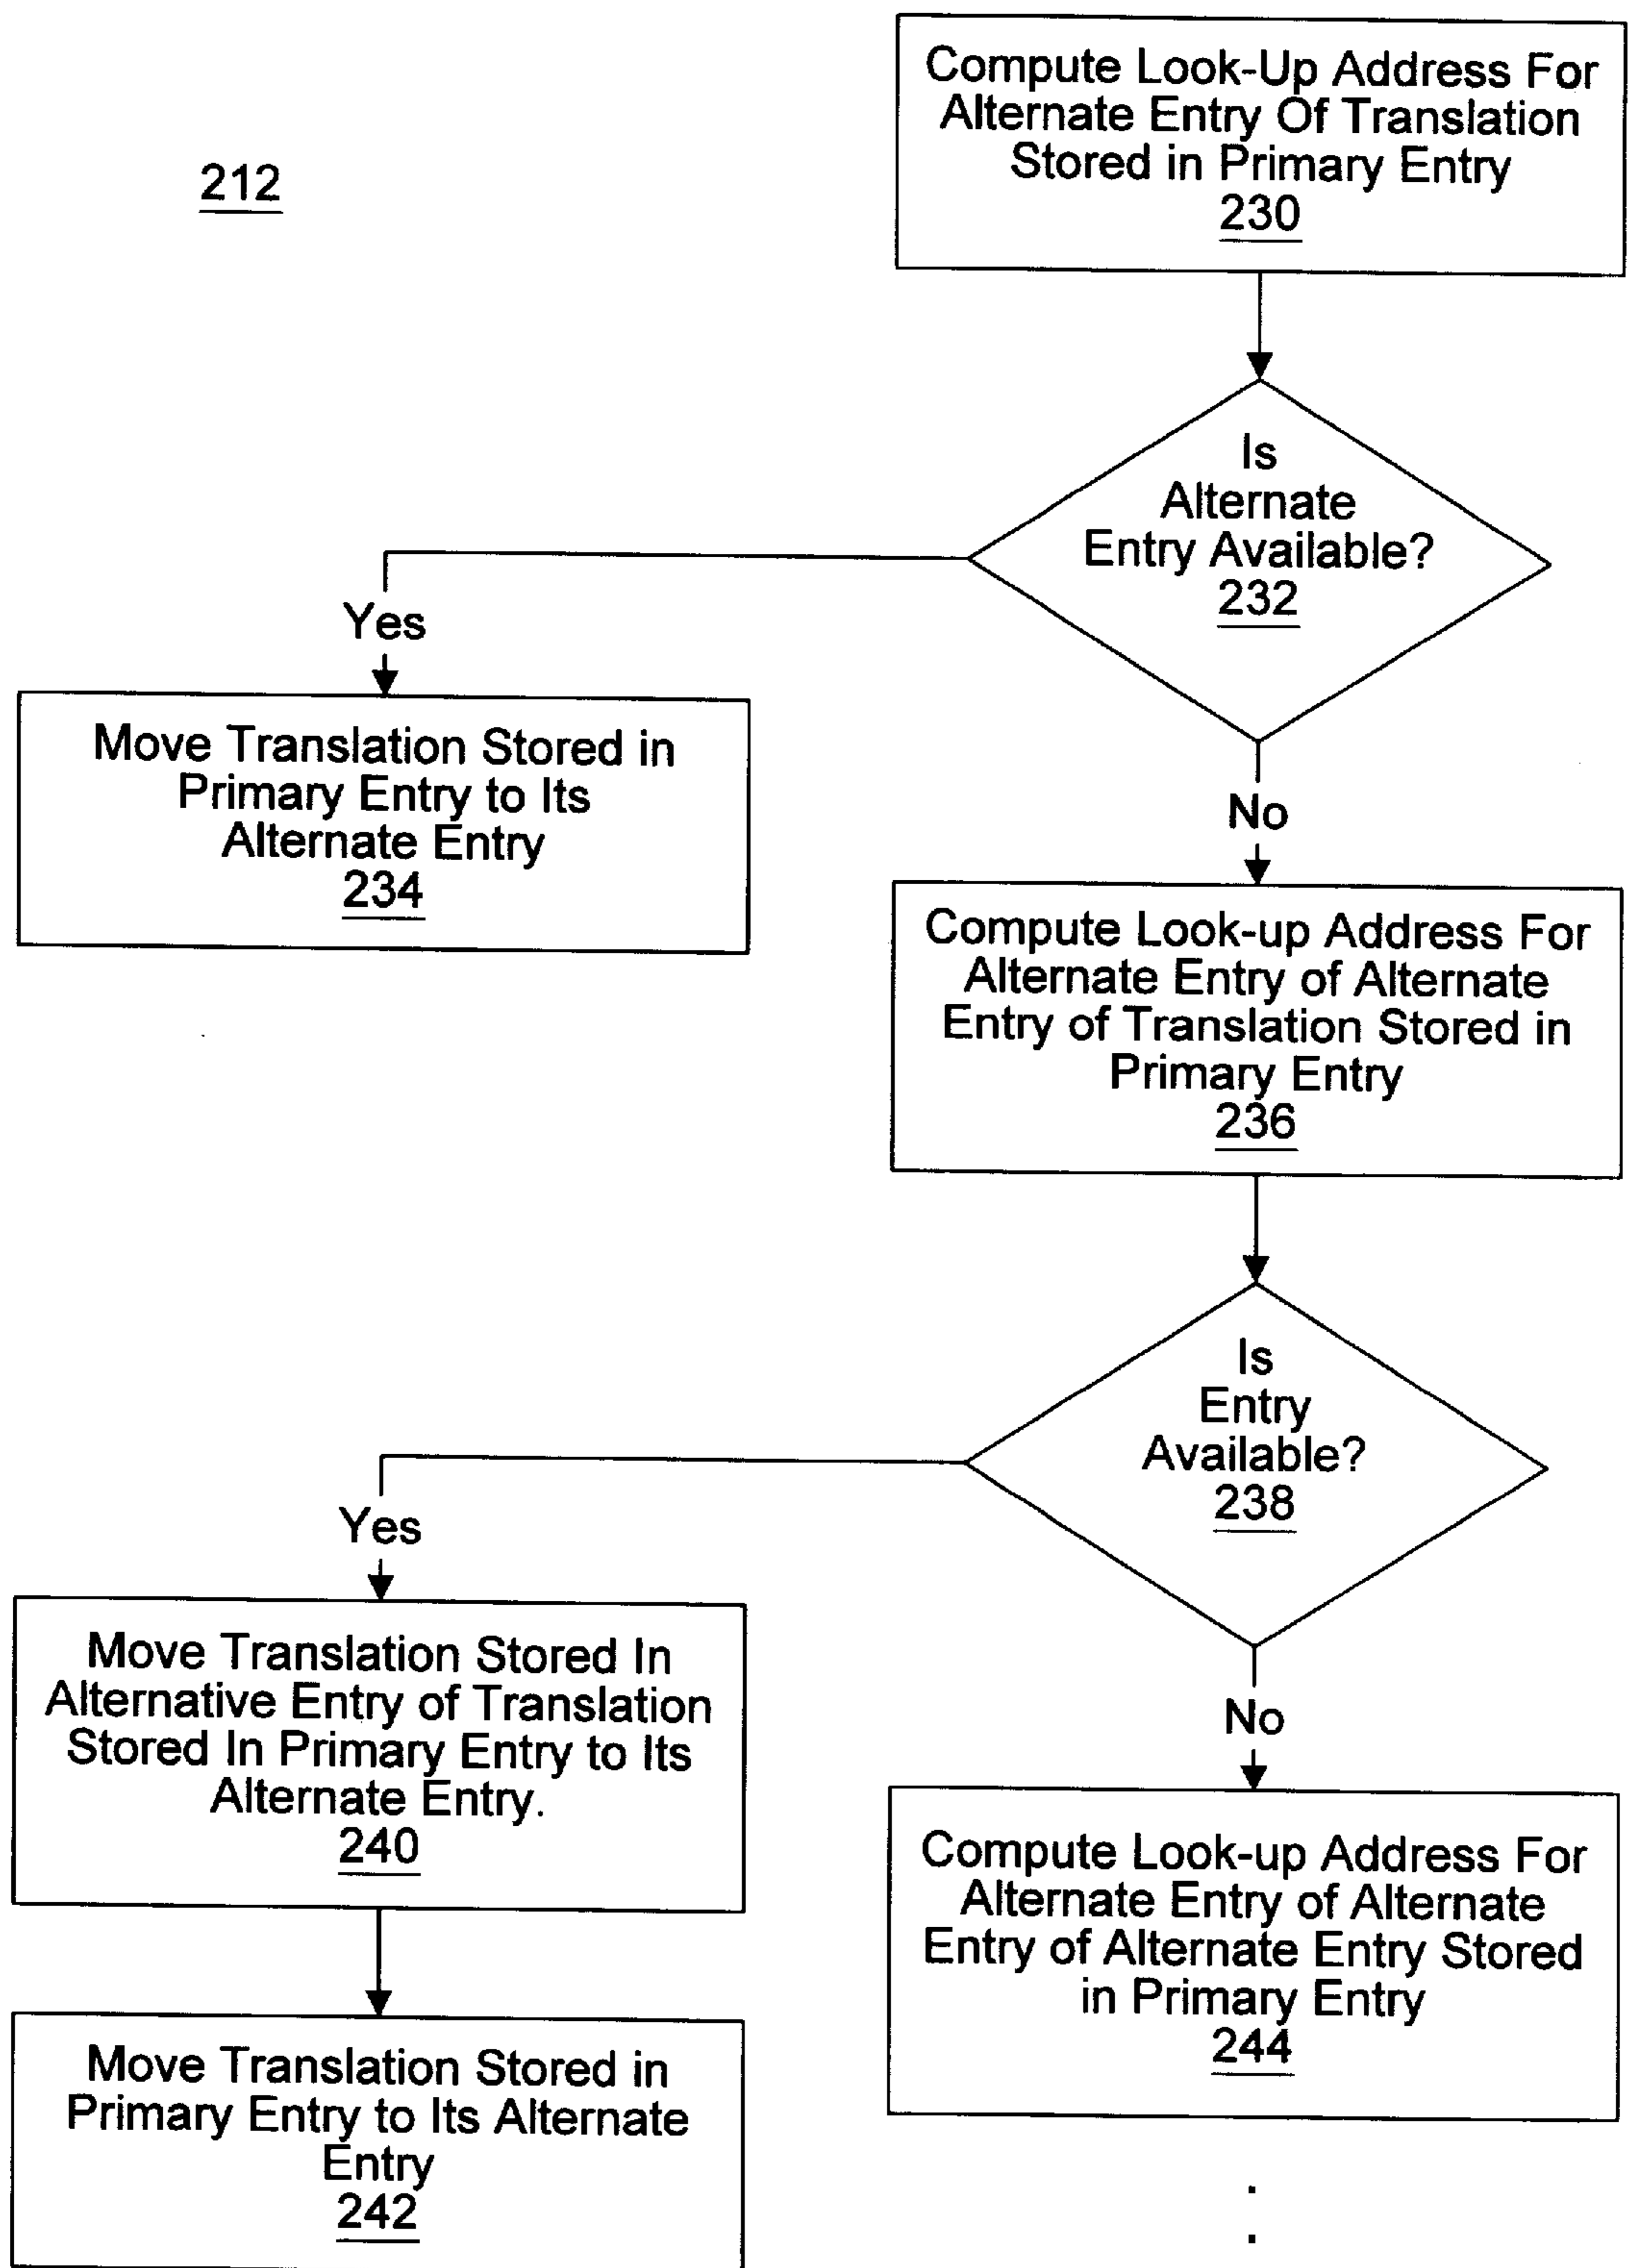 Compute Look-Up Address For
Alternate Entry Of Translation
Stored in Primary Entry
230
212
Is
Alternate
Entry Available?
232
Yes
No
Move Translation Stored in
Primary Entry to Its
Alternate Entry
234
Compute Look-up Address For
Alternate Entry of Alternate
Entry of Translation Stored in
Primary Entry
236
Is
Entry
Available?
238
Yes
No
Move Translation Stored In
Alternative Entry of Translation
Stored In Primary Entry to Its
Alternate Entry.
240
Compute Look-up Address For
Alternate Entry of Alternate
Entry of Alternate Entry Stored
in Primary Entry
244
Move Translation Stored in
Primary Entry to Its Alternate
Entry
242